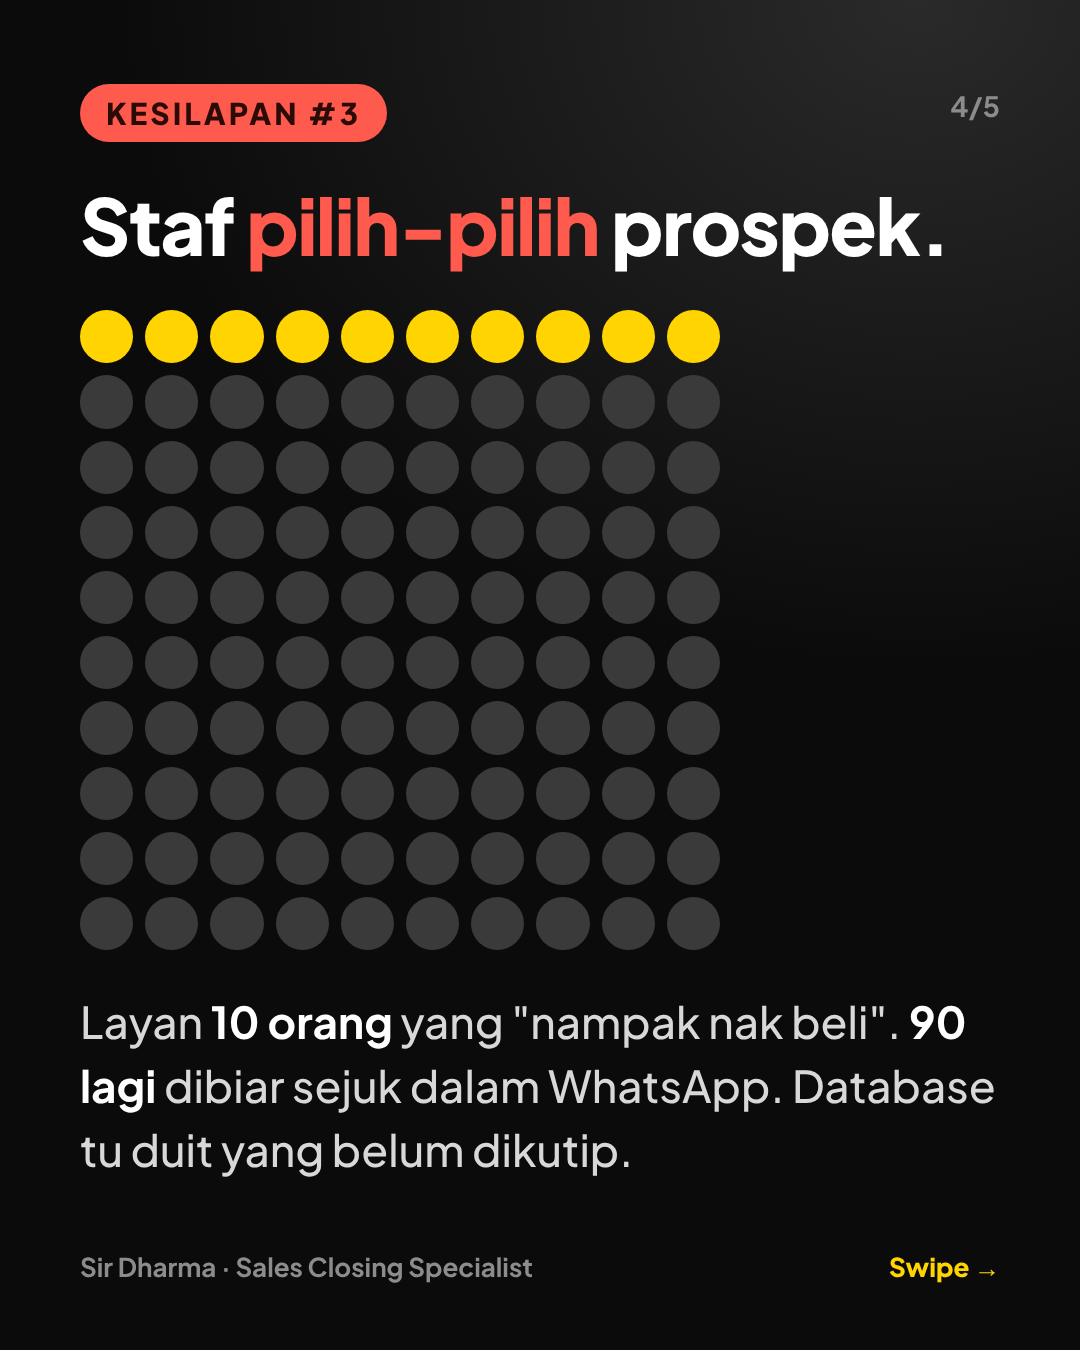 KESILAPAN #3
4/5
Staf pilih-pilih prospek.
Layan 10 orang yang "nampak nak beli". 90
lagi dibiar sejuk dalam WhatsApp. Database
tu duit yang belum dikutip.
Sir Dharma · Sales Closing Specialist
Swipe →